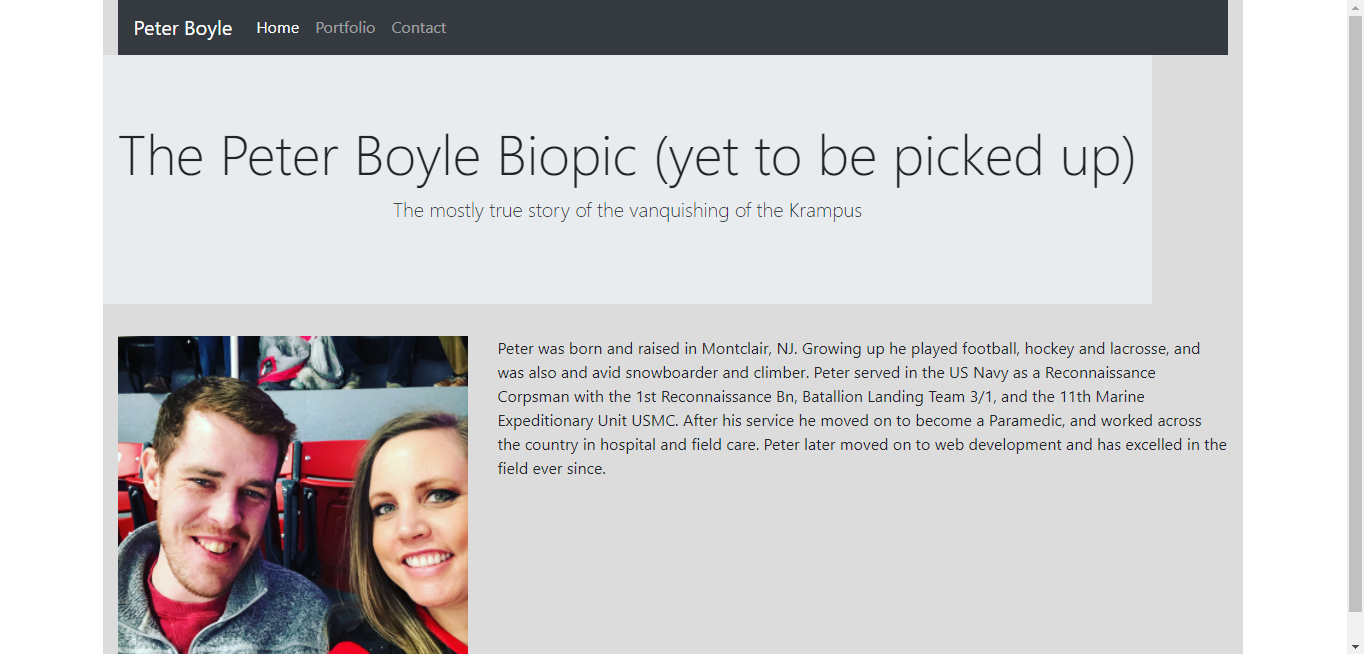 Peter Boyle Home Portfolio Contact
The Peter Boyle Biopic (yet to be picked up)
The mostly true story of the vanquishing of the Krampus
Peter was born and raised in Montclair, NJ. Growing up he played football, hockey and lacrosse, and
was also and avid snowboarder and climber. Peter served in the US Navy as a Reconnaissance
Corpsman with the 1st Reconnaissance Bn, Batallion Landing Team 3/1, and the 11th Marine
Expeditionary Unit USMC. After his service he moved on to become a Paramedic, and worked across
the country in hospital and field care. Peter later moved on to web development and has excelled in the
field ever since.